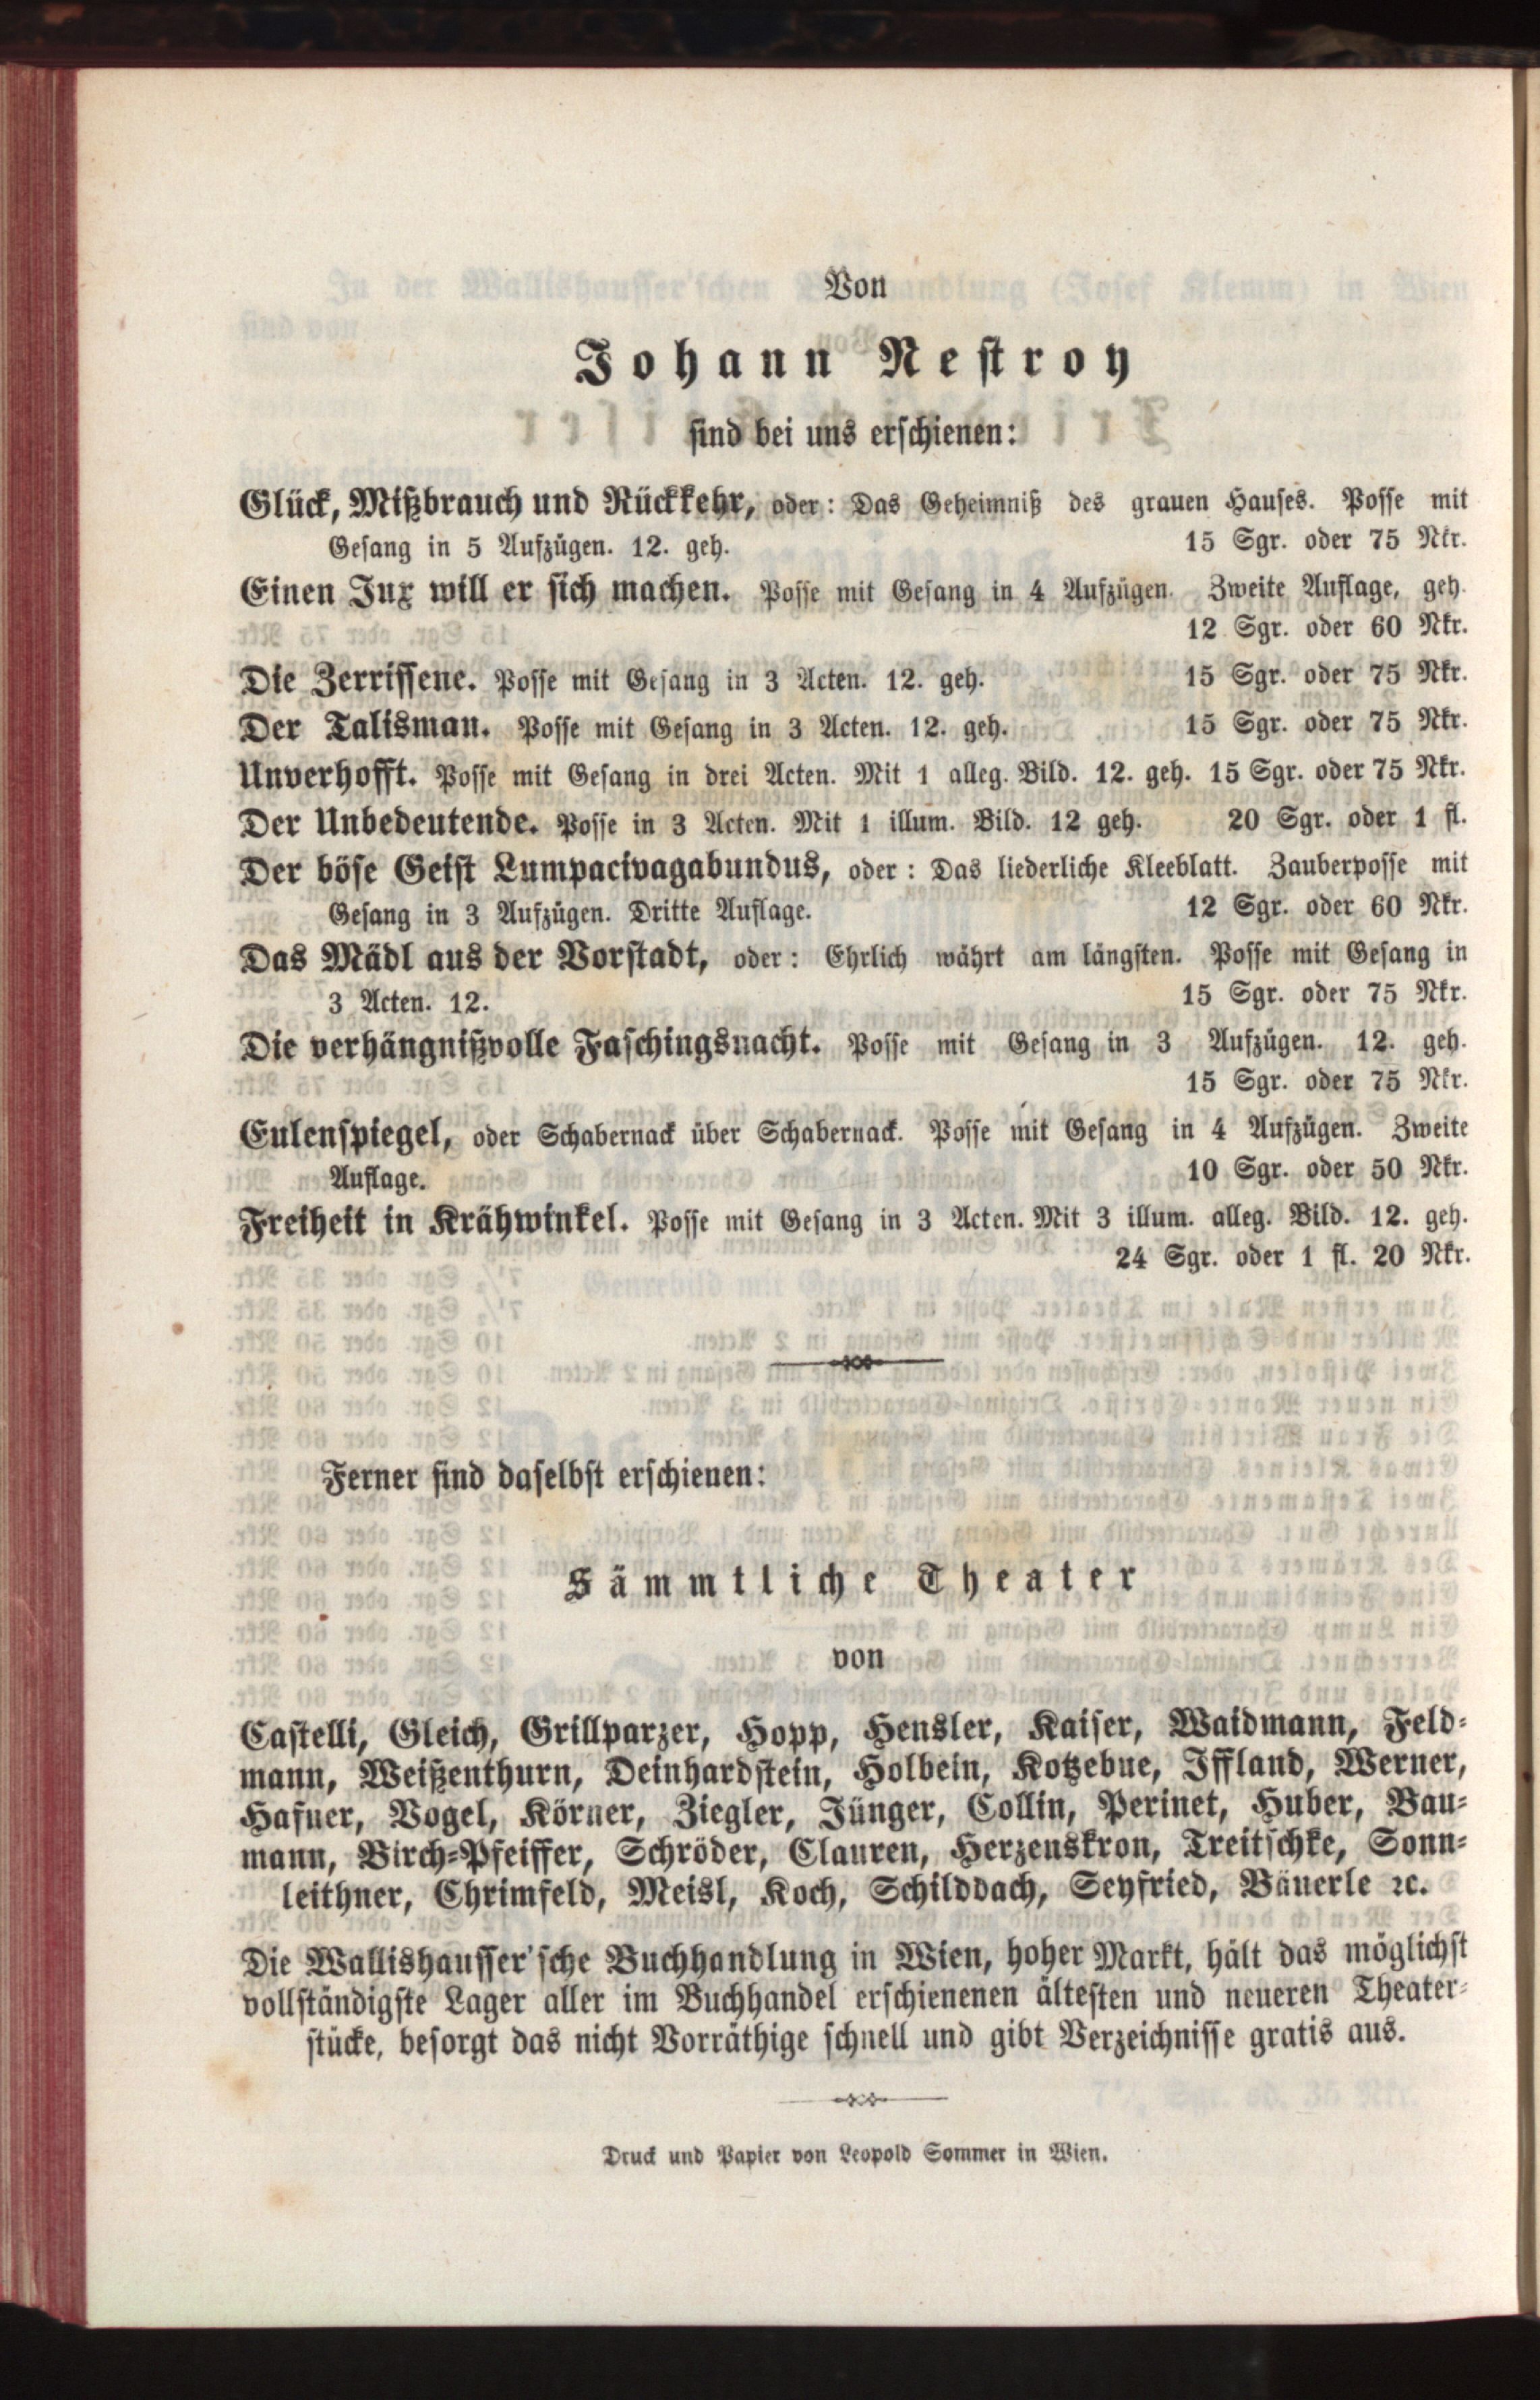 Von
Johann Nestroy
sind bei uns erschienen:
Glück, Mißbrauch und Rückkehr, oder: Das Geheimniß des grauen Hauses. Posse mit
Gesang in 5 Aufzügen. 12. geh. 15 Sgr. oder 75 Nkr.
Einen Jux will er sich machen. Posse mit Gesang in 4 Aufzügen. Zweite Auflage, geh.
12 Sgr. oder 60 Nkr.
Die Zerrissene. Posse mit Gesang in 3 Acten. 12. geh. 15 Sgr. oder 75 Nkr.
Der Talisman. Posse mit Gesang in 3 Acten. 12. geh. 15 Sgr. oder 75 Nkr.
Unverhofft. Posse mit Gesang in drei Acten. Mit 1 alleg. Bild. 12. geh. 15 Sgr. oder 75 Nkr.
Der Unbedeutende. Posse in 3 Acten. Mit 1 illum. Bild. 12 geh. 20 Sgr. oder 1 fl.
Der böse Geist Lumpacivagabundus, oder: Das liederliche Kleeblatt. Zauberposse mit
Gesang in 3 Aufzügen. Dritte Auflage. 12 Sgr. oder 60 Nkr.
Das Mädl aus der Vorstadt, oder: Ehrlich währt am längsten. Posse mit Gesang in
3 Acten. 12. 15 Sgr. oder 75 Nkr.
Die verhängnißvolle Faschingsnacht. Posse mit Gesang in 3 Aufzügen. 12. geh.
15 Sgr. oder 75 Nkr.
Eulenspiegel, oder Schabernack über Schabernack. Posse mit Gesang in 4 Aufzügen. Zweite
Auflage. 10 Sgr. oder 50 Nkr.
Freiheit in Krähwinkel. Posse mit Gesang in 3 Acten. Mit 3 illum. alleg. Bild. 12. geh.
24 Sgr. oder 1 fl. 20 Nkr.
Ferner sind daselbst erschienen:
Sämmtliche Theater
von
Castelli, Gleich, Grillparzer, Hopp, Hensler, Kaiser, Waidmann, Feld-
mann, Weißenthurn, Deinhardstein, Holbein, Kotzebue, Iffland, Werner,
Hafner, Vogel, Körner, Ziegler, Jünger, Collin, Perinet, Huber, Bau-
mann, Birch-Pfeiffer, Schröder, Clauren, Herzenskron, Treitschke, Sonn-
leithner, Chrimfeld, Meisl, Koch, Schilddach, Seyfried, Bäuerle ꝛc.
Die Wallishausser'sche Buchhandlung in Wien, hoher Markt, hält das möglichst
vollständigste Lager aller im Buchhandel erschienenen ältesten und neueren Theater-
stücke, besorgt das nicht Vorräthige schnell und gibt Verzeichnisse gratis aus.
Druck und Papier von Leopold Sommer in Wien.